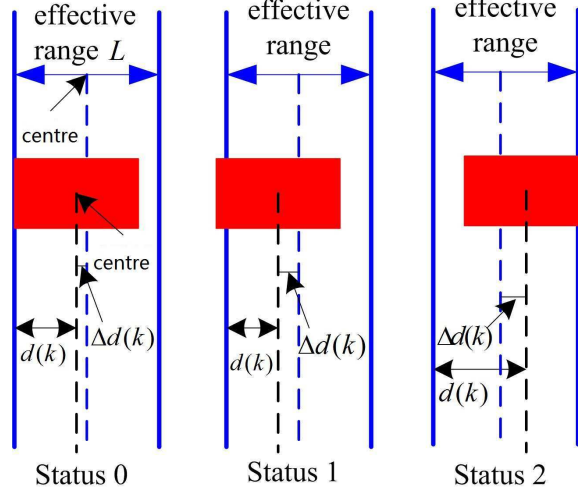 effective
range L
centre
centre
Δd(k)
d(k)
Status 0
effective
range
d(k)
Δd(k)
Status 1
effective
range
Δd(k)
d(k)
Status 2